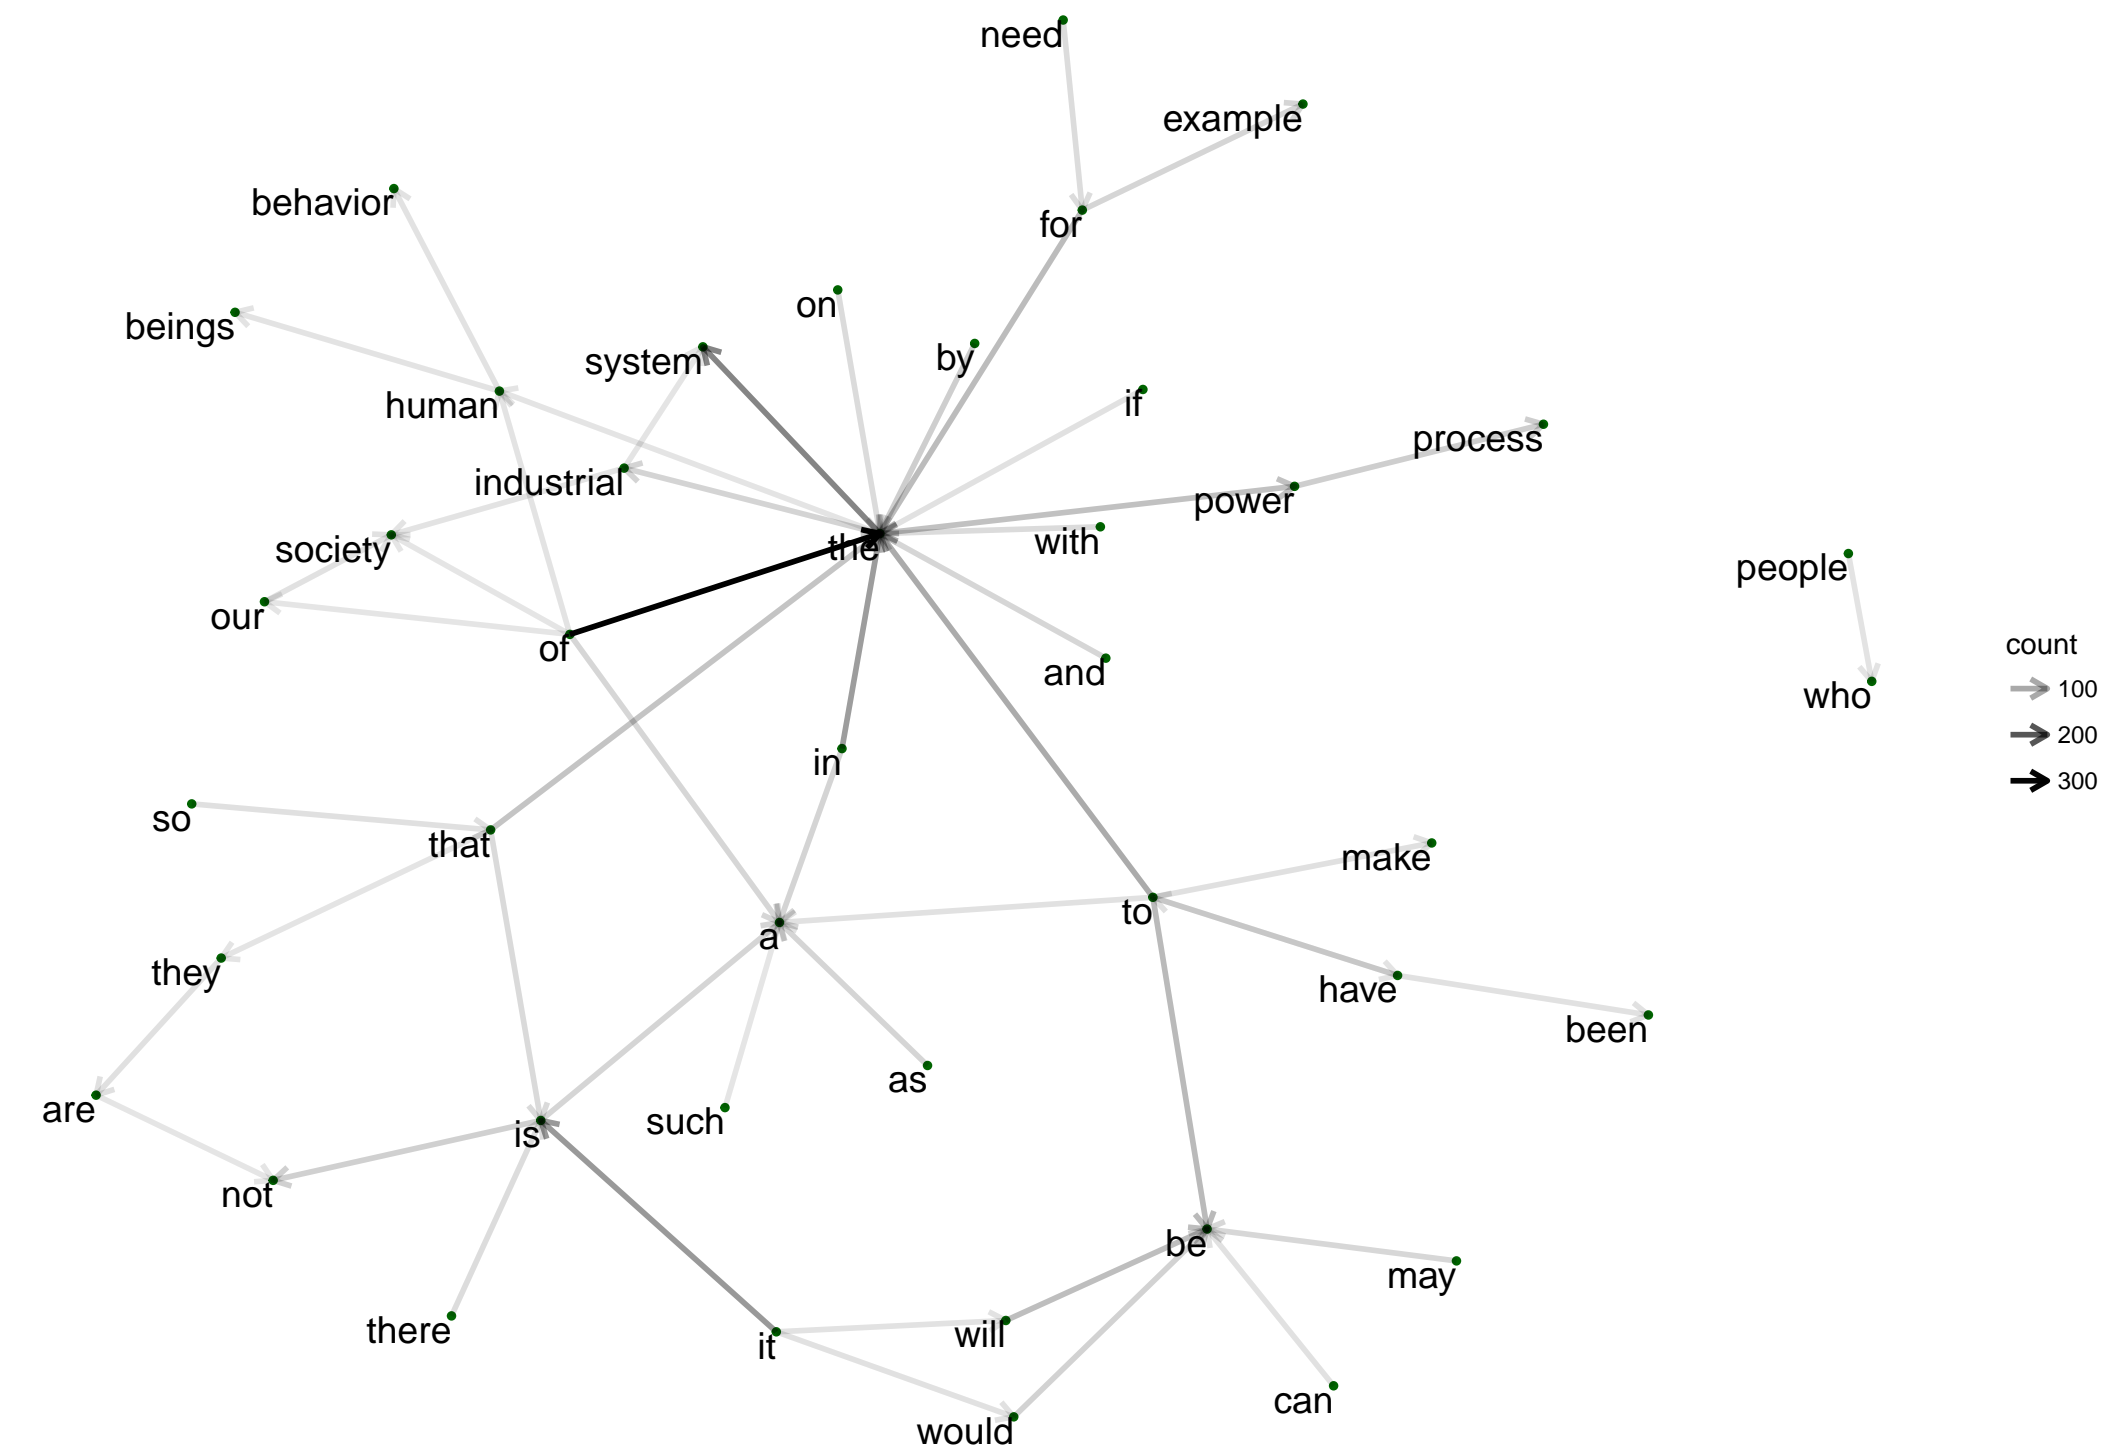 need
example
behavior
for
on
beings
by
system
human
if
process
industrial
power
with
the
society
people
our
of
count
and
100
who
200
in
300
so
that
make
to
a
they
have
been
as
are
such
is
not
be
may
there
will
it
can
would